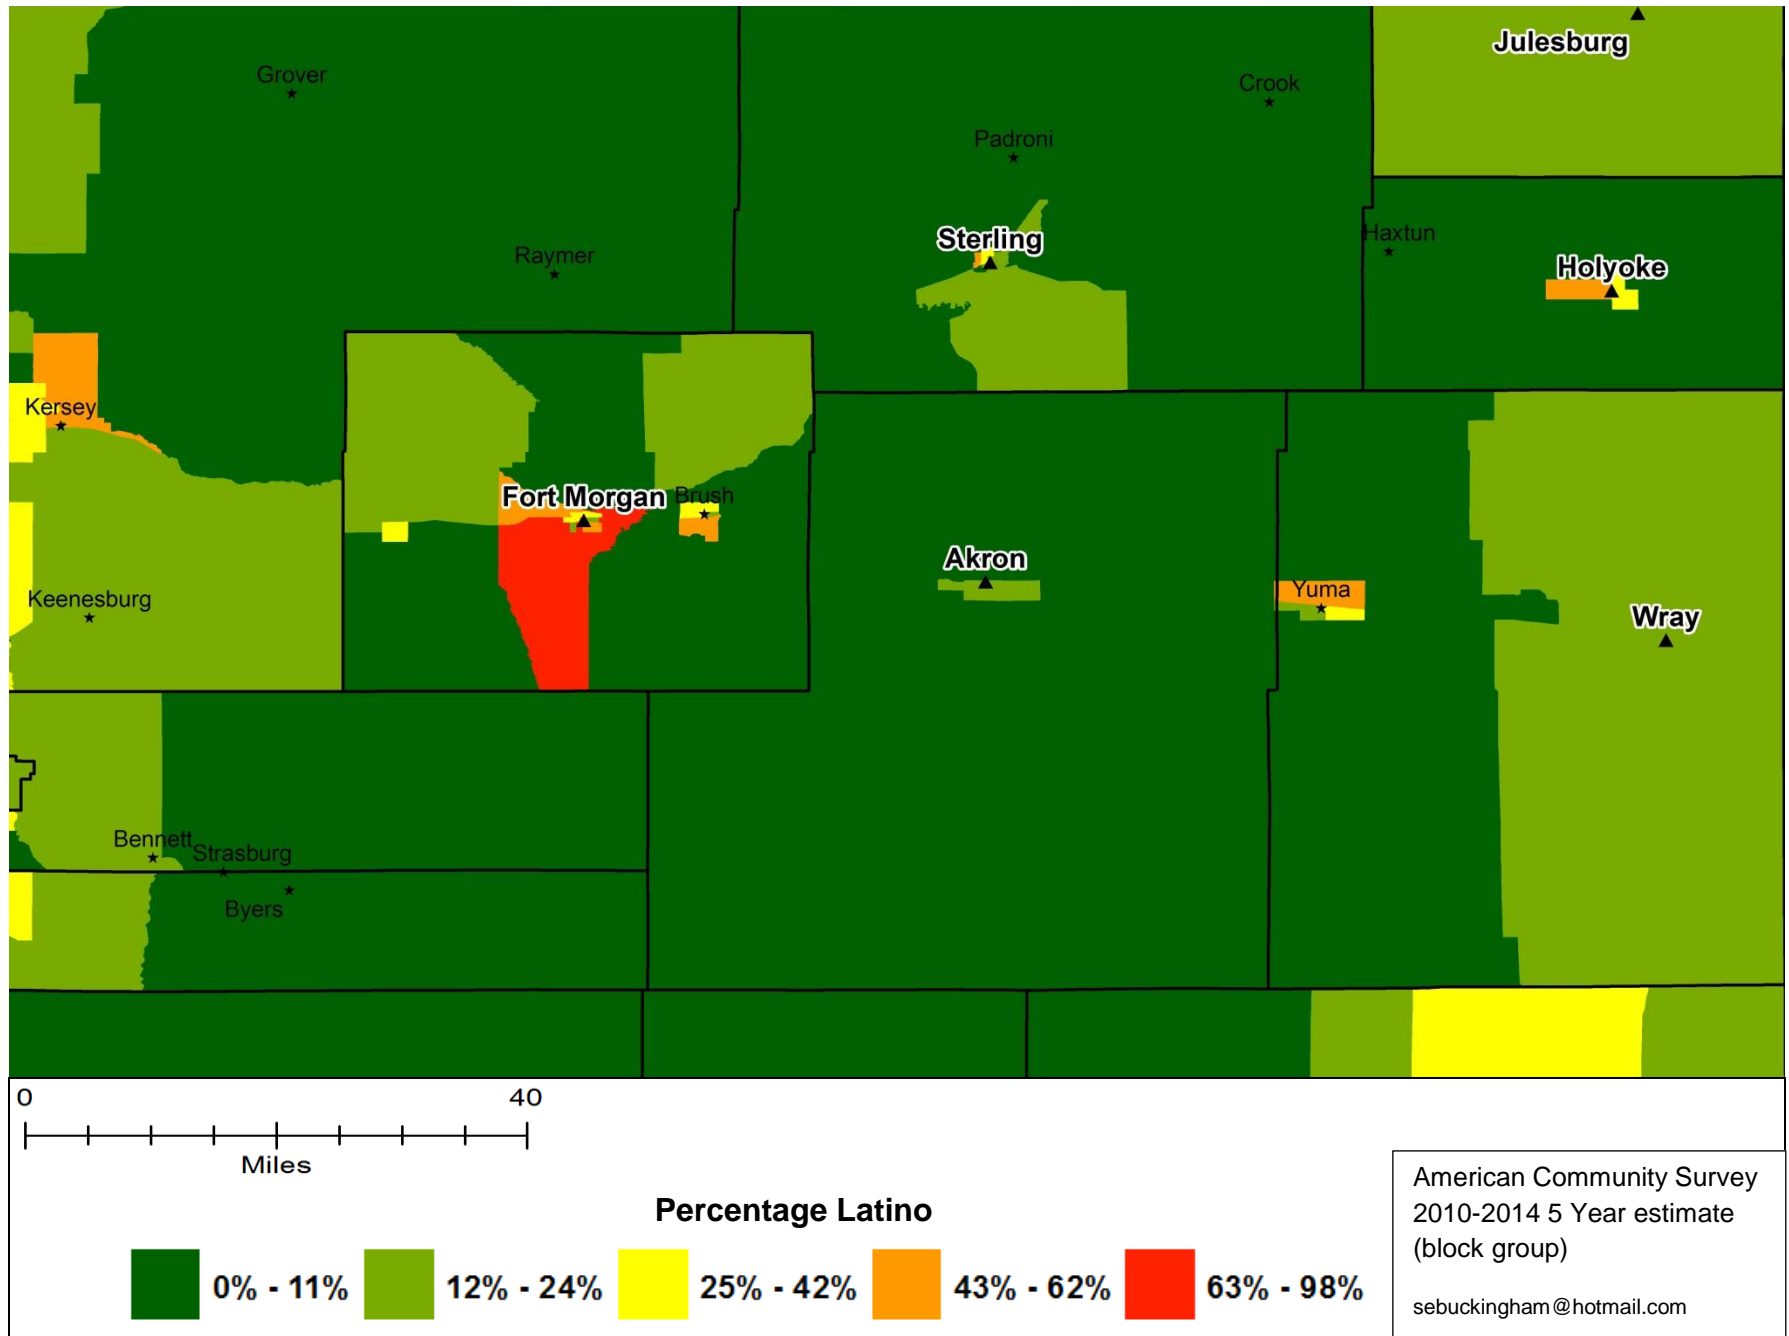 Julesburg
Grover
Crook
Padroni
Sterling
Haxtun
Raymer
Holyoke
Kersey
Fort Morgan
Brush
Akron
Yuma
Keenesburg
Wray
Bennett
Strasburg
Byers
0 40
Miles
Percentage Latino
0% - 11% 12% - 24% 25% - 42% 43% - 62% 63% - 98%
American Community Survey
2010-2014 5 Year estimate
(block group)
sebuckingham@hotmail.com